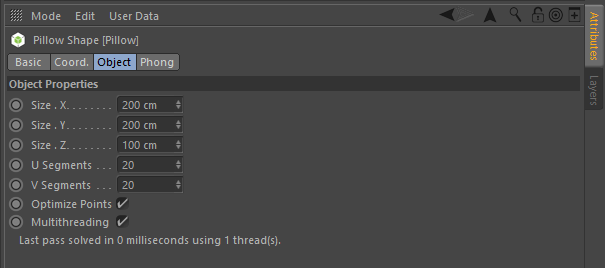 Mode Edit User Data
Pillow Shape [Pillow]
Basic Coord. Object Phong
Object Properties
Size . X. . . . . . . . 200 cm
Size . Y. . . . . . . . 200 cm
Size . Z. . . . . . . . 100 cm
U Segments . . . 20
V Segments . . . 20
Optimize Points
Multithreading
Last pass solved in 0 milliseconds using 1 thread(s).
Attributes
Layers